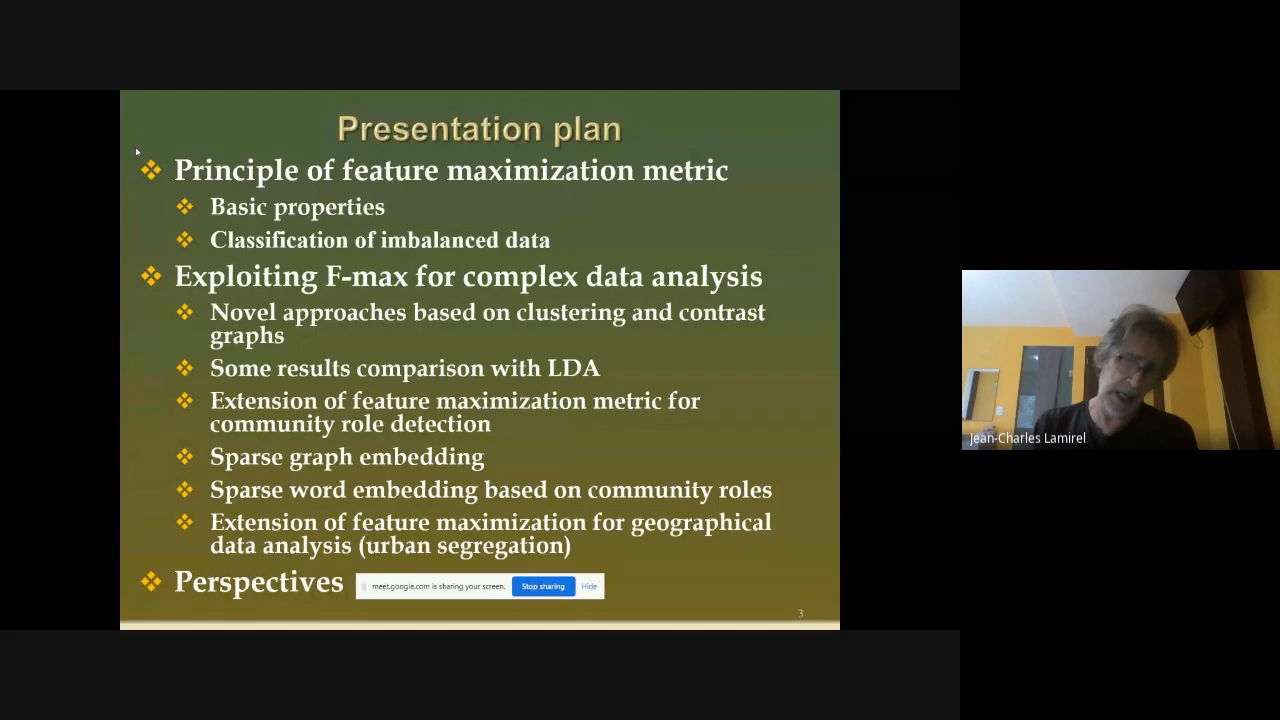 Presentation plan
Principle of feature maximization metric
Basic properties
Classification of imbalanced data
Exploiting F-max for complex data analysis
Novel approaches based on clustering and contrast
graphs
Some results comparison with LDA
Extension of feature maximization metric for
community role detection
Sparse graph embedding
Sparse word embedding based on community roles
Extension of feature maximization for geographical
data analysis (urban segregation)
Perspectives
meet.google.com is sharing your screen. Stop sharing Hide
3
Jean-Charles Lamirel